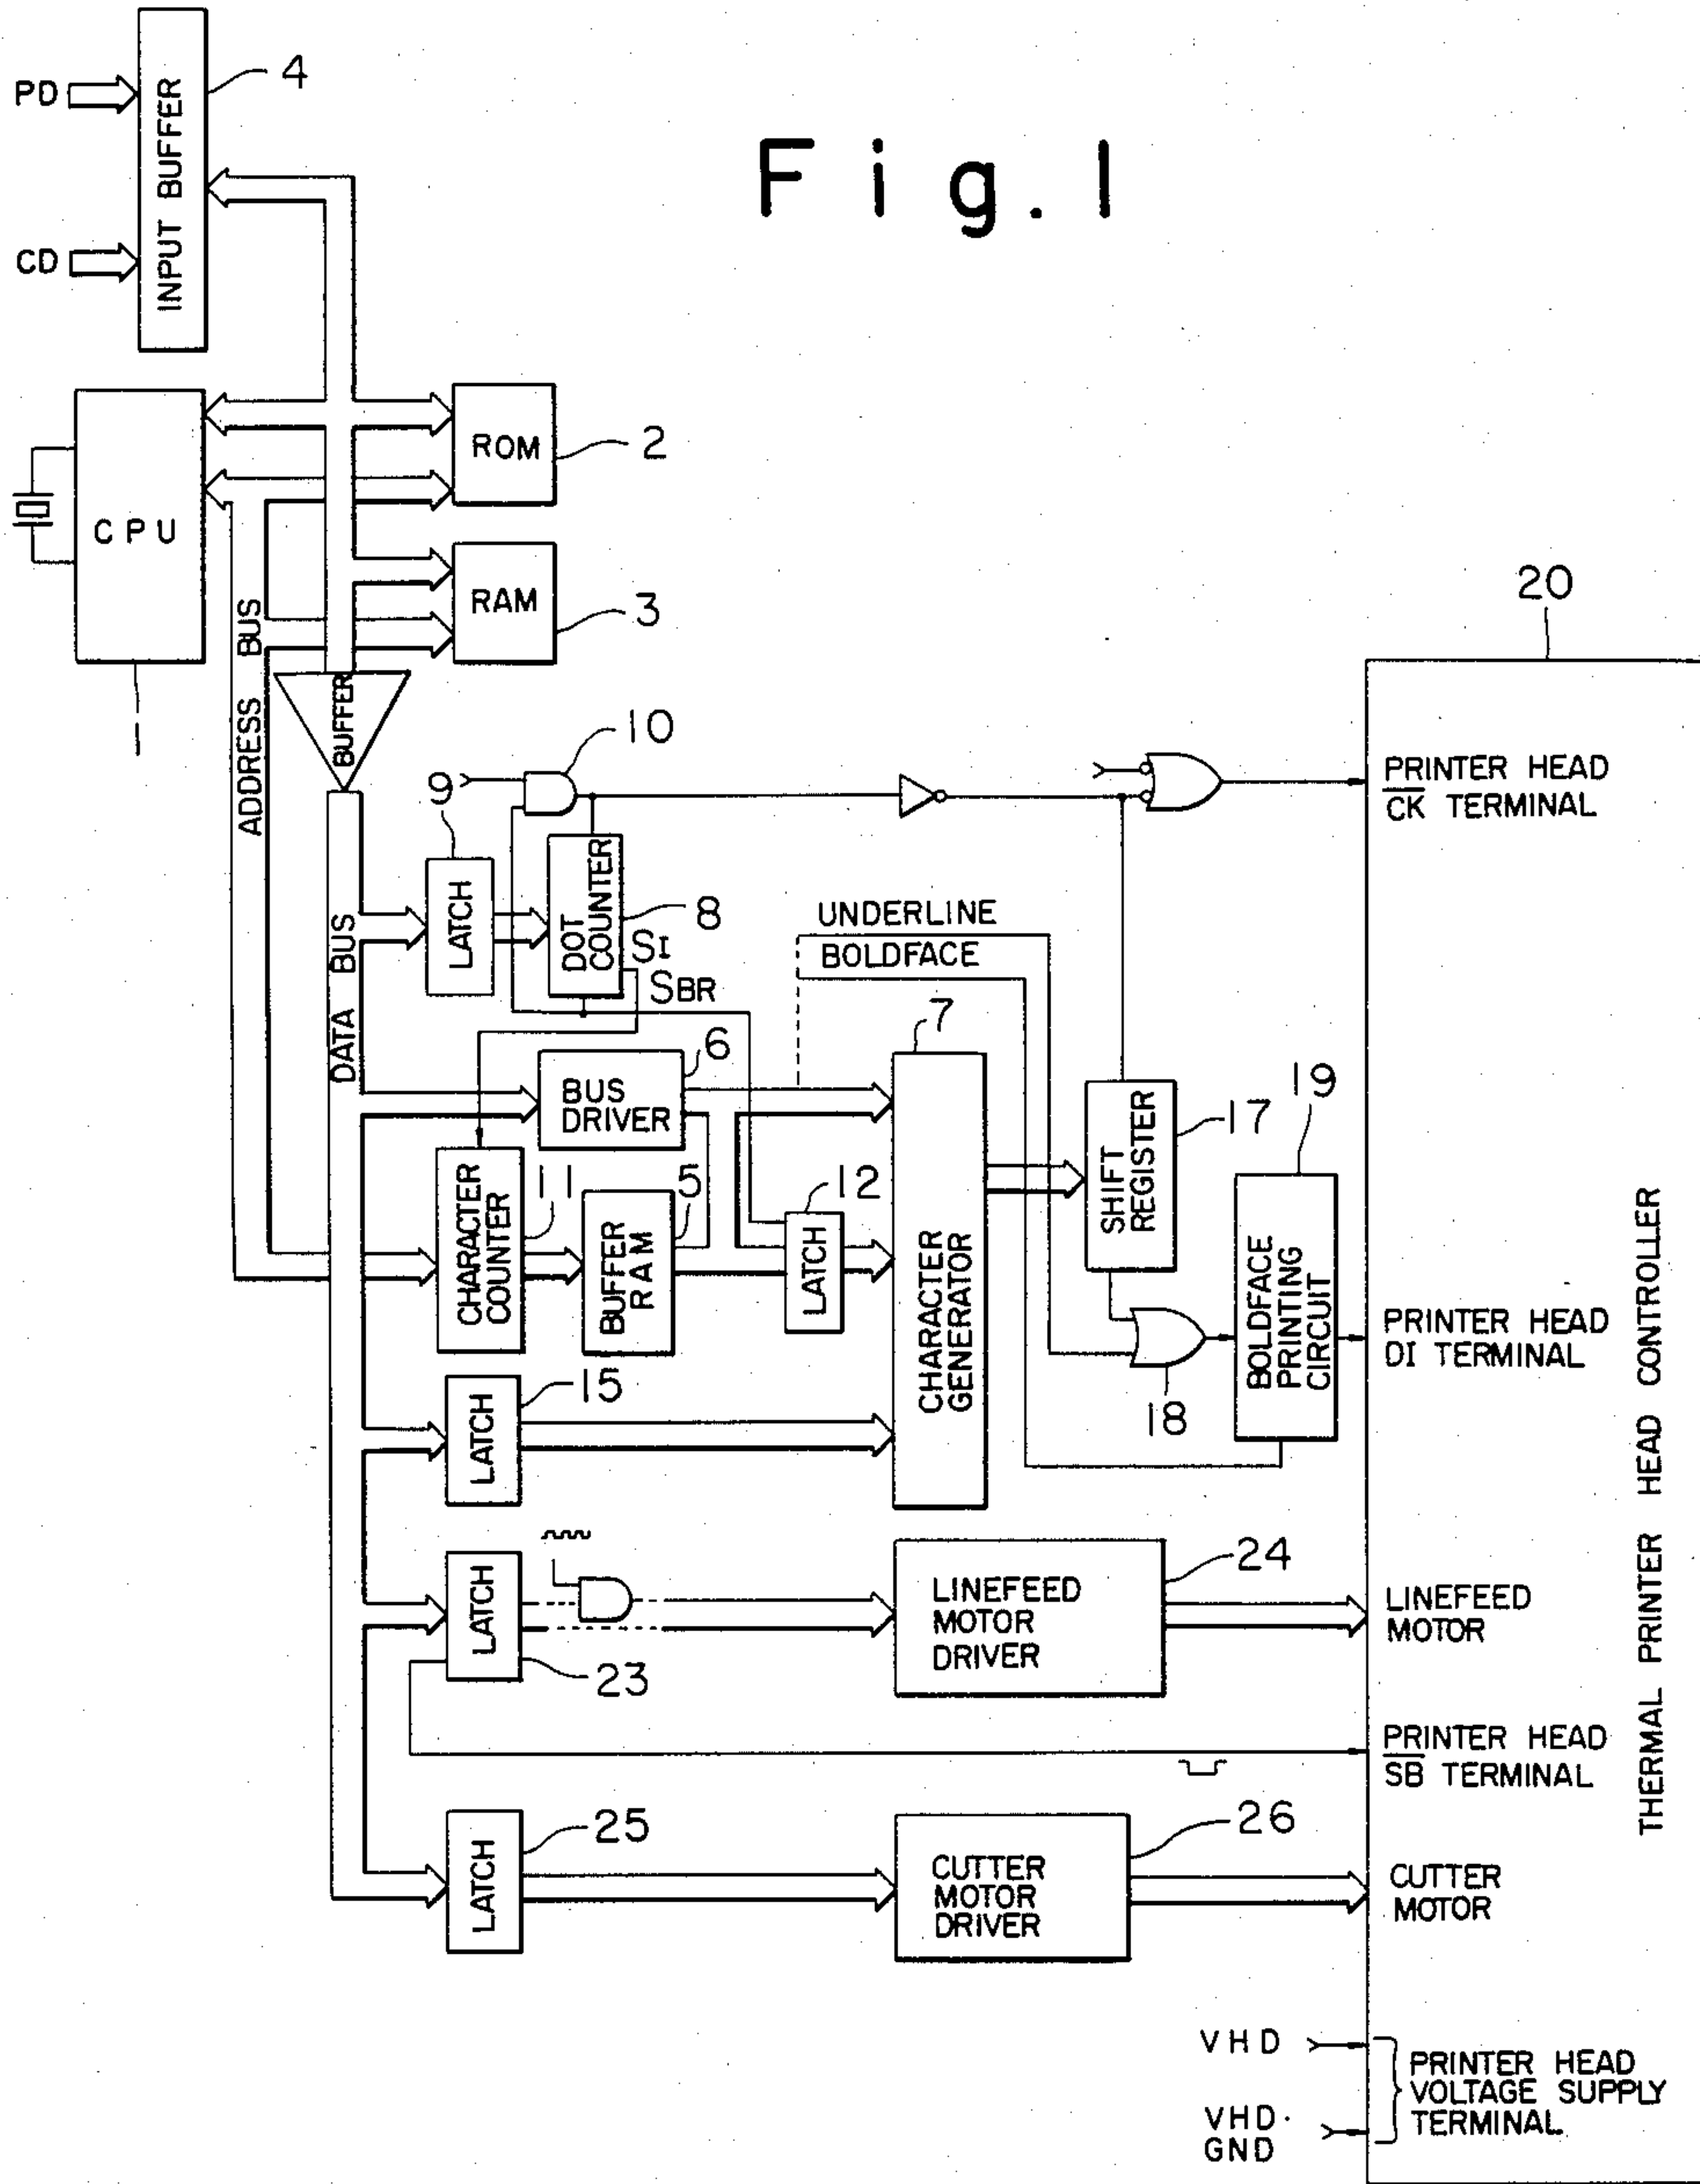 Fig.1
PD
CD
INPUT BUFFER
4
CPU
1
ROM
2
RAM
3
ADDRESS BUS
BUFFER
DATA BUS
10
9
LATCH
DOT
COUNTER
8
SI
SBR
UNDERLINE
BOLDFACE
20
PRINTER HEAD
CK TERMINAL
6
BUS
DRIVER
7
CHARACTER
GENERATOR
CHARACTER
COUNTER
11
BUFFER
RAM
5
12
LATCH
17
SHIFT
REGISTER
19
BOLDFACE
PRINTING
CIRCUIT
18
PRINTER HEAD
DI TERMINAL
15
LATCH
LATCH
23
LINEFEED
MOTOR
DRIVER
24
LINEFEED
MOTOR
PRINTER HEAD
SB TERMINAL
THERMAL PRINTER HEAD CONTROLLER
LATCH
25
CUTTER
MOTOR
DRIVER
26
CUTTER
MOTOR
VHD
VHD
GND
PRINTER HEAD
VOLTAGE SUPPLY
TERMINAL